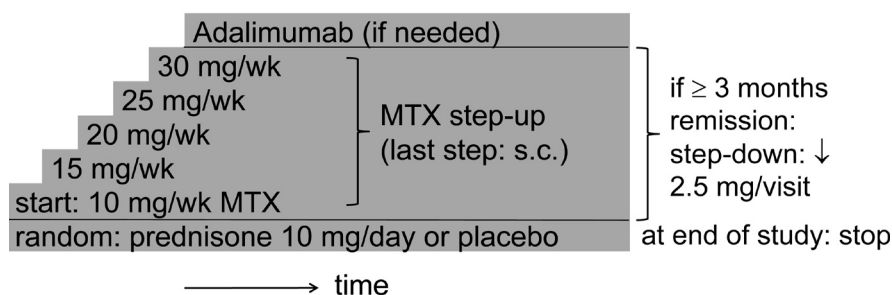 Adalimumab (if needed)
30 mg/wk
25 mg/wk
20 mg/wk
15 mg/wk
start: 10 mg/wk MTX
random: prednisone 10 mg/day or placebo
MTX step-up
(last step: s.c.)
if ≥ 3 months
remission:
step-down: ↓
2.5 mg/visit
at end of study: stop
time